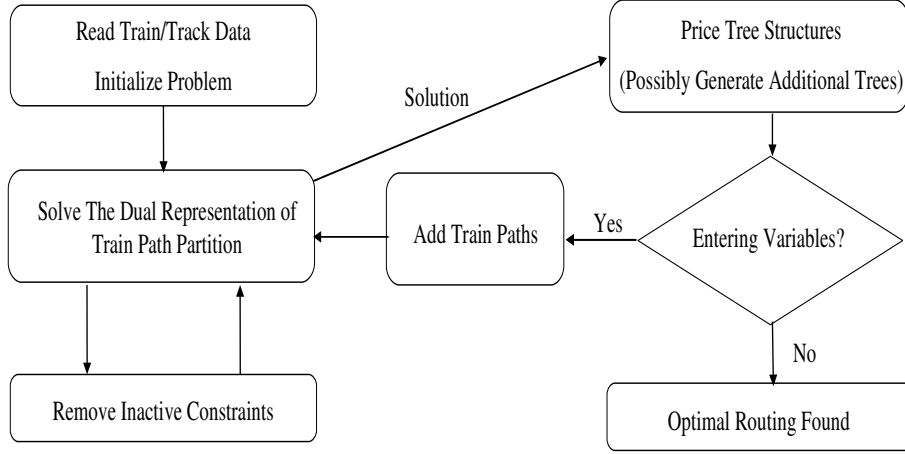 Read Train/Track Data
Initialize Problem
Solution
Price Tree Structures
(Possibly Generate Additional Trees)
Solve The Dual Representation of
Train Path Partition
Add Train Paths
Yes
Entering Variables?
No
Remove Inactive Constraints
Optimal Routing Found